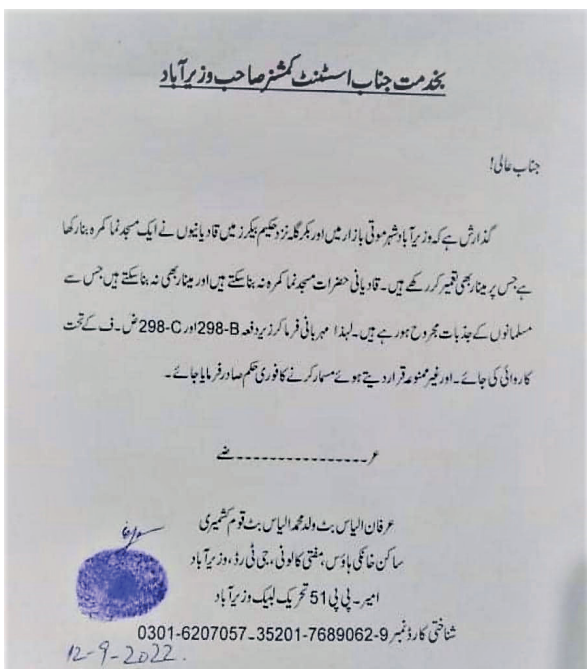 بخدمت جناب اسسٹنٹ کمشنر صاحب وزیرآباد
جناب عالی!
گذارش ہے کہ وزیرآباد شہر موتی بازار میں اور بکر گلہ نزد حکیم بیکرز میں قادیانیوں نے ایک مسجد نما کمرہ بنا رکھا
ہے جس پر مینار بھی تعمیر کر رکھے ہیں۔ قادیانی حضرات مسجد نما کمرہ نہ بنا سکتے ہیں اور مینار بھی نہ بنا سکتے ہیں جس سے
مسلمانوں کے جذبات مجروح ہو رہے ہیں۔ لہذا مہربانی فرما کر زیر دفعہ 298-B اور 298-C ض۔ف کے تحت
کاروائی کی جائے۔ اور غیر ممنوعہ قرار دیتے ہوئے مسمار کرنے کا فوری حکم صادر فرمایا جائے۔
عر----------------ضے
عرفان الیاس بٹ ولد محمد الیاس بٹ قوم کشمیری
ساکن خانکی ہاؤس، مفتی کالونی، جی ٹی رڈ، وزیرآباد
امیر۔ پی پی 51 تحریک لبیک وزیرآباد
شناختی کارڈ نمبر 9-7689062-35201۔ 0301-6207057
12-9-2022.